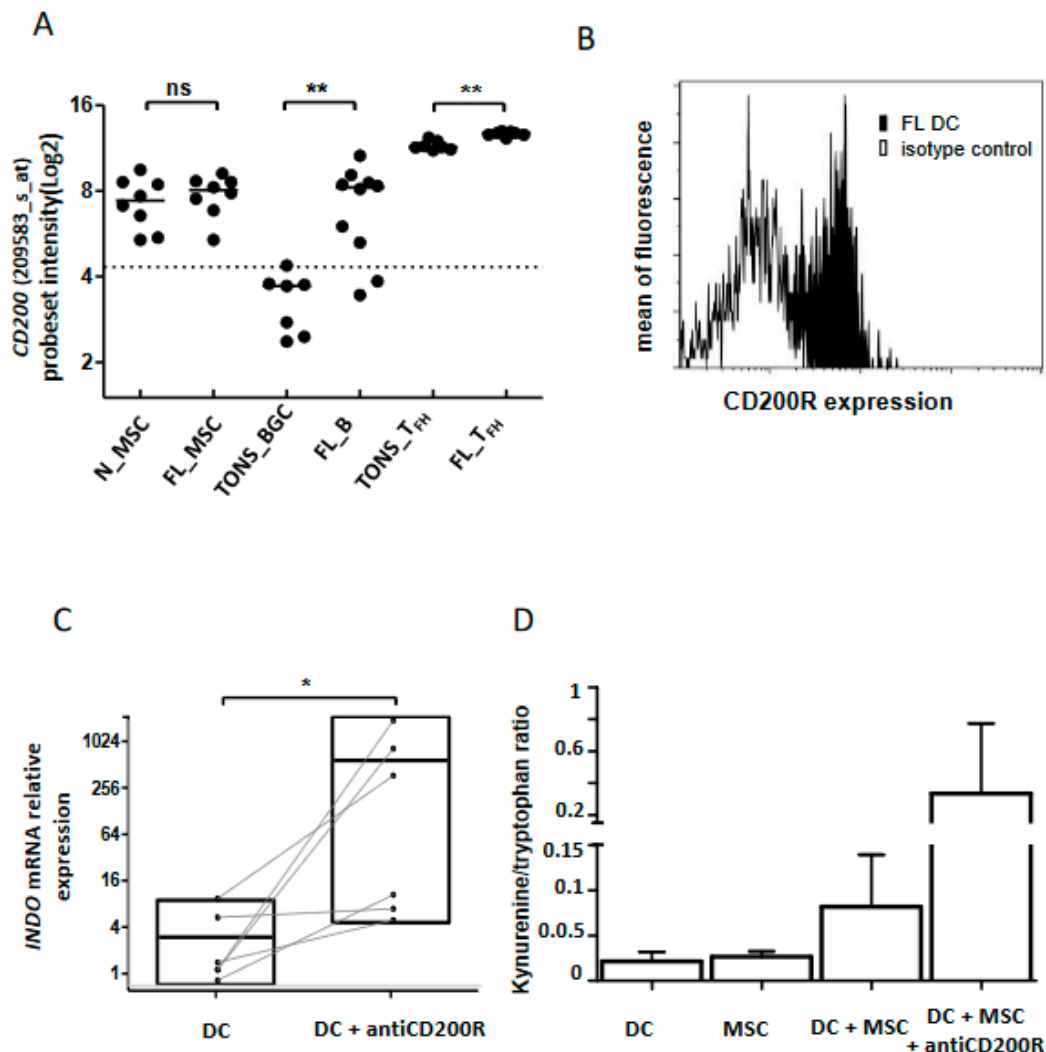 A
CD200 (209583_s_at)
probeset intensity(Log2)
16
8
4
2
ns
**
**
N_MSC
FL_MSC
TONS_BGC
FL_B
TONS_TFH
FL_TFH
B
mean of fluorescence
FL DC
isotype control
CD200R expression
C
INDO mRNA relative
expression
1024
256
64
16
4
1
*
DC
DC + antiCD200R
D
Kynurenine/tryptophan ratio
1
0.6
0.2
0.15
0.1
0.05
0
DC
MSC
DC + MSC
DC + MSC
+ antiCD200R